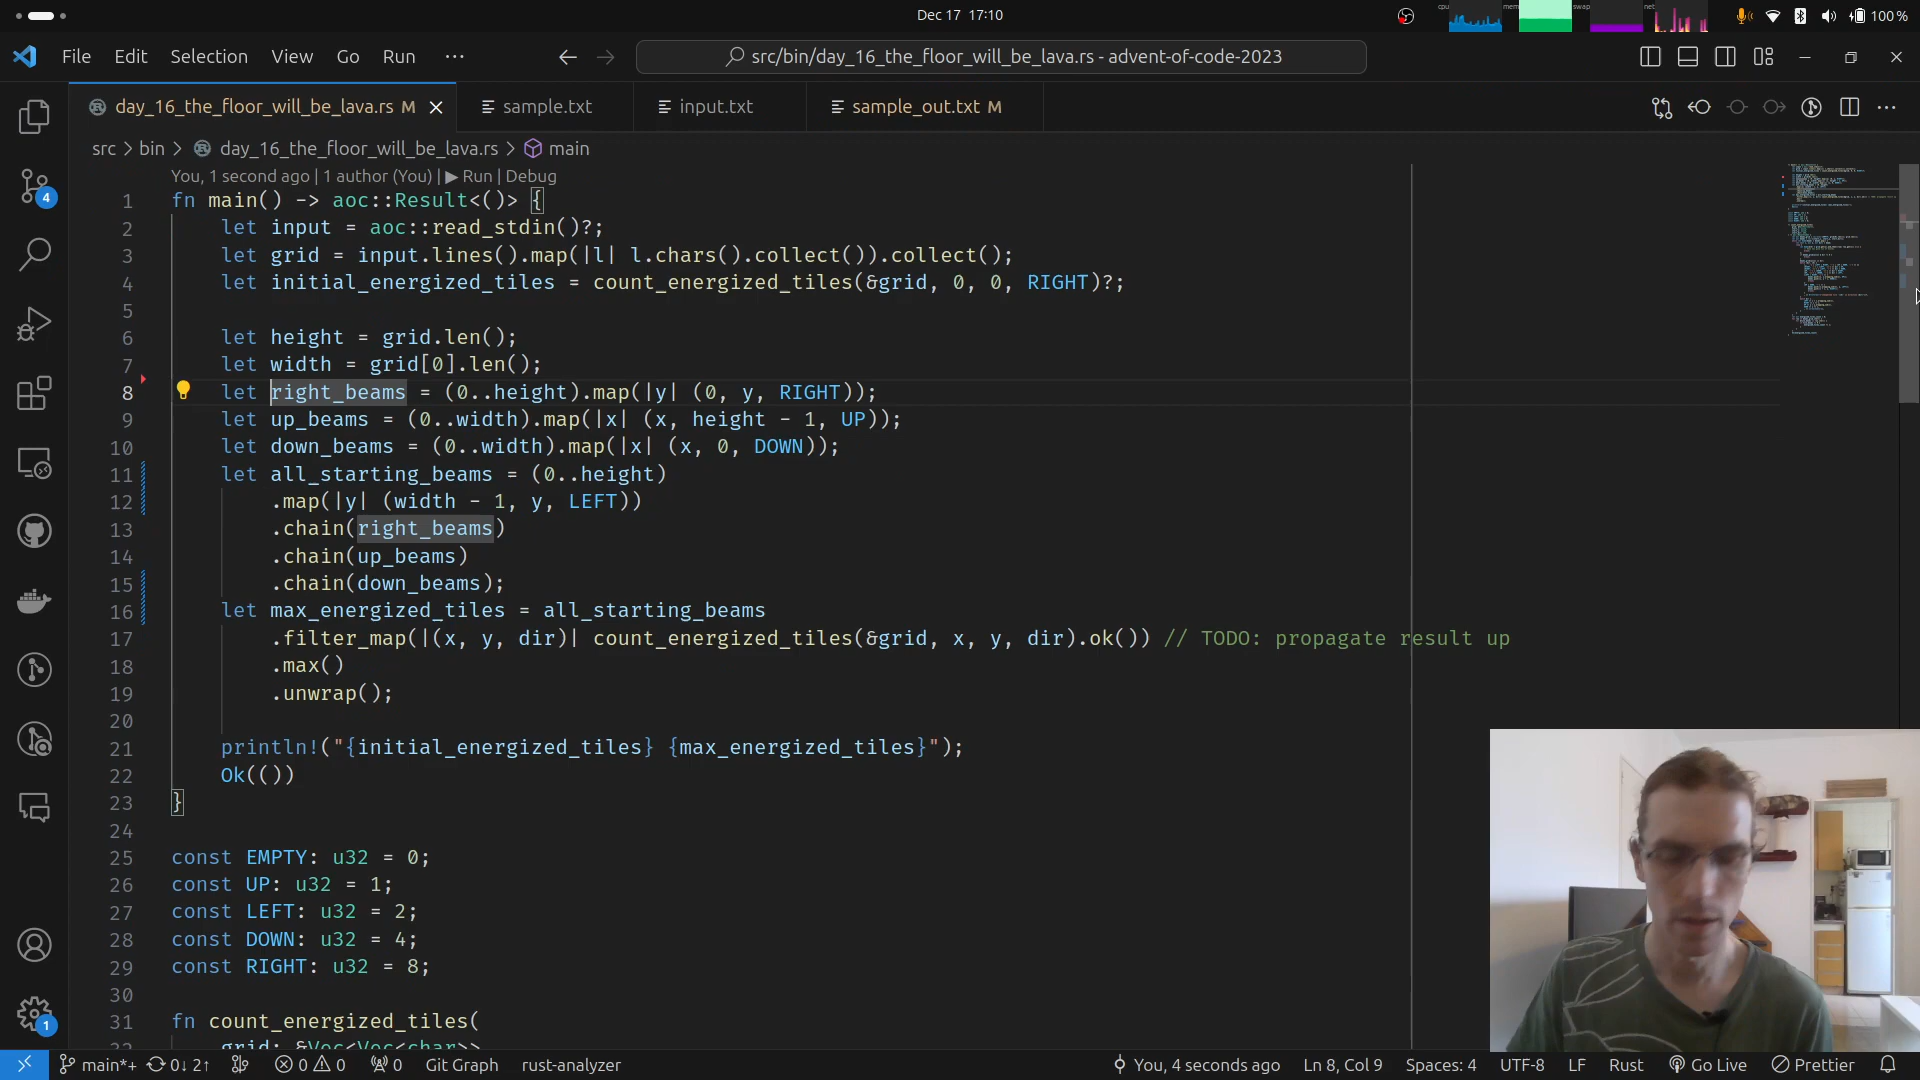 Dec 17 17:10
cpu mem swap net 100 %
File Edit Selection View Go Run ···
src/bin/day_16_the_floor_will_be_lava.rs - advent-of-code-2023
day_16_the_floor_will_be_lava.rs M sample.txt input.txt sample_out.txt M
src > bin > day_16_the_floor_will_be_lava.rs > main
You, 1 second ago | 1 author (You) | ▶ Run | Debug
1 fn main() -> aoc::Result<()> {
2 let input = aoc::read_stdin()?;
3 let grid = input.lines().map(|l| l.chars().collect()).collect();
4 let initial_energized_tiles = count_energized_tiles(&grid, 0, 0, RIGHT)?;
5
6 let height = grid.len();
7 let width = grid[0].len();
8 let right_beams = (0..height).map(|y| (0, y, RIGHT));
9 let up_beams = (0..width).map(|x| (x, height - 1, UP));
10 let down_beams = (0..width).map(|x| (x, 0, DOWN));
11 let all_starting_beams = (0..height)
12 .map(|y| (width - 1, y, LEFT))
13 .chain(right_beams)
14 .chain(up_beams)
15 .chain(down_beams);
16 let max_energized_tiles = all_starting_beams
17 .filter_map(|(x, y, dir)| count_energized_tiles(&grid, x, y, dir).ok()) // TODO: propagate result up
18 .max()
19 .unwrap();
20
21 println!("{initial_energized_tiles} {max_energized_tiles}");
22 Ok(())
23 }
24
25 const EMPTY: u32 = 0;
26 const UP: u32 = 1;
27 const LEFT: u32 = 2;
28 const DOWN: u32 = 4;
29 const RIGHT: u32 = 8;
30
31 fn count_energized_tiles(
32 grid: &Vec<Vec<char>>
4
1
main*+ 0↓ 2↑ 0 0 0 Git Graph rust-analyzer You, 4 seconds ago Ln 8, Col 9 Spaces: 4 UTF-8 LF Rust Go Live Prettier